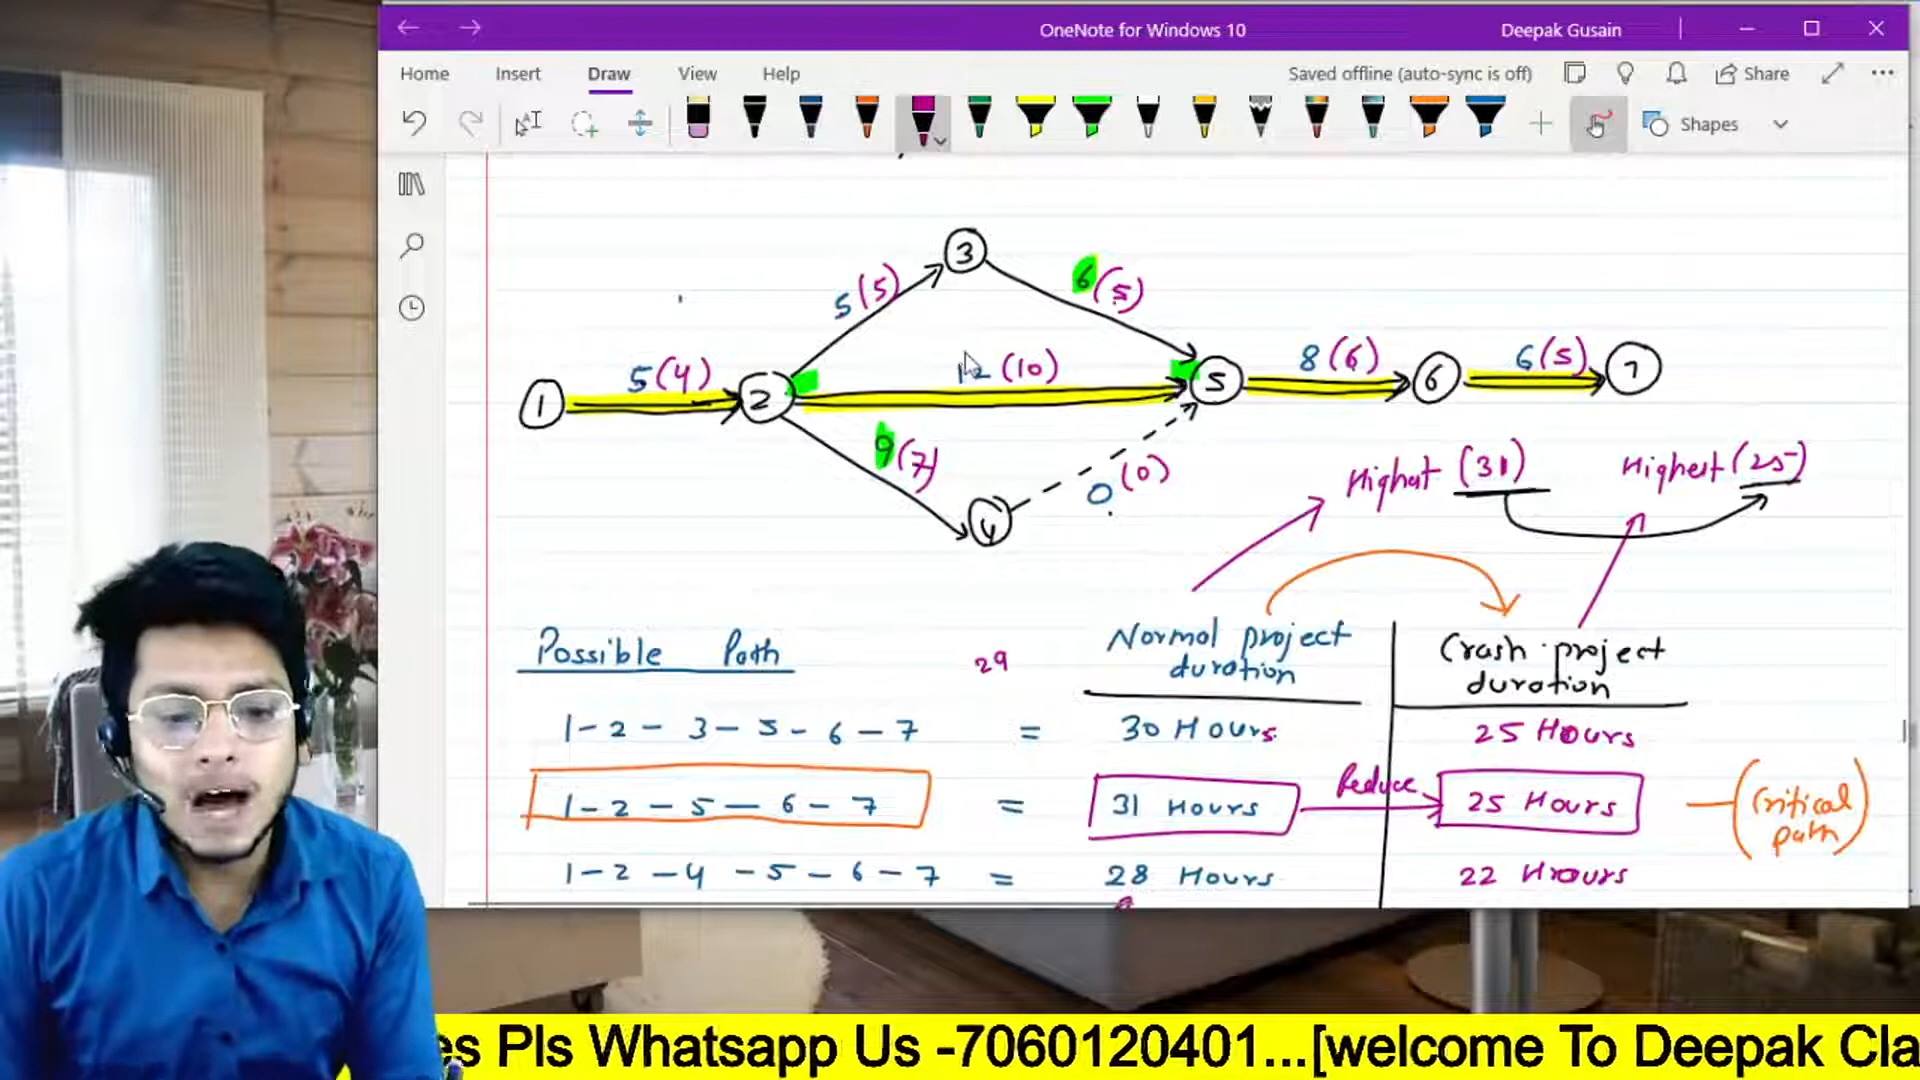 OneNote for Windows 10
Deepak Gusain
Home Insert Draw View Help
Saved offline (auto-sync is off)
Share
Shapes
3
5 (5)
6 (5)
5 (4)
12 (10)
8 (6)
6 (5)
1
2
5
6
7
9 (7)
0 (0)
4
Highest (31)
Highest (25)
Possible Path
29
Normal project
duration
Crash project
duration
1-2-3-5-6-7 = 30 Hours 25 Hours
1-2-5-6-7 = 31 Hours Reduce 25 Hours (Critical
path)
1-2-4-5-6-7 = 28 Hours 22 Hours
es Pls Whatsapp Us -7060120401...[welcome To Deepak Cla